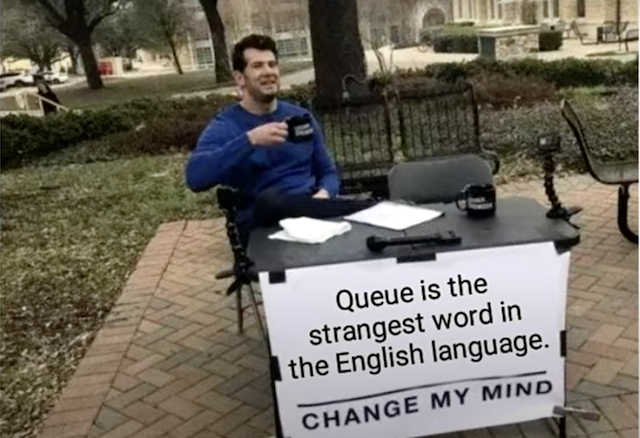 Queue is the
strangest word in
the English language.
CHANGE MY MIND